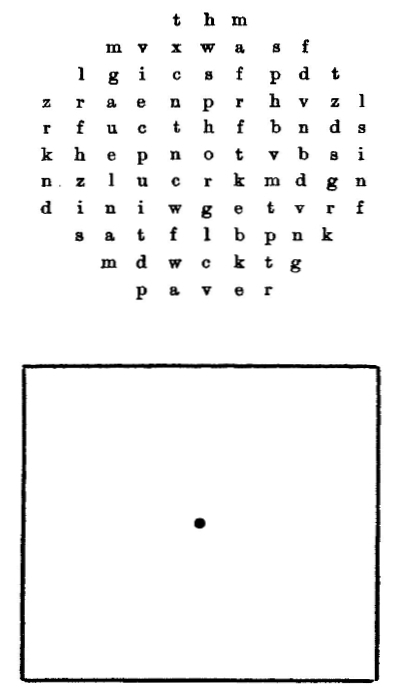 t h m
m v x w a s f
l g i c s f p d t
z r a e n p r h v z l
r f u c t h f b n d s
k h e p n o t v b s i
n z l u c r k m d g n
d i n i w g e t v r f
s a t f l b p n k
m d w c k t g
p a v e r